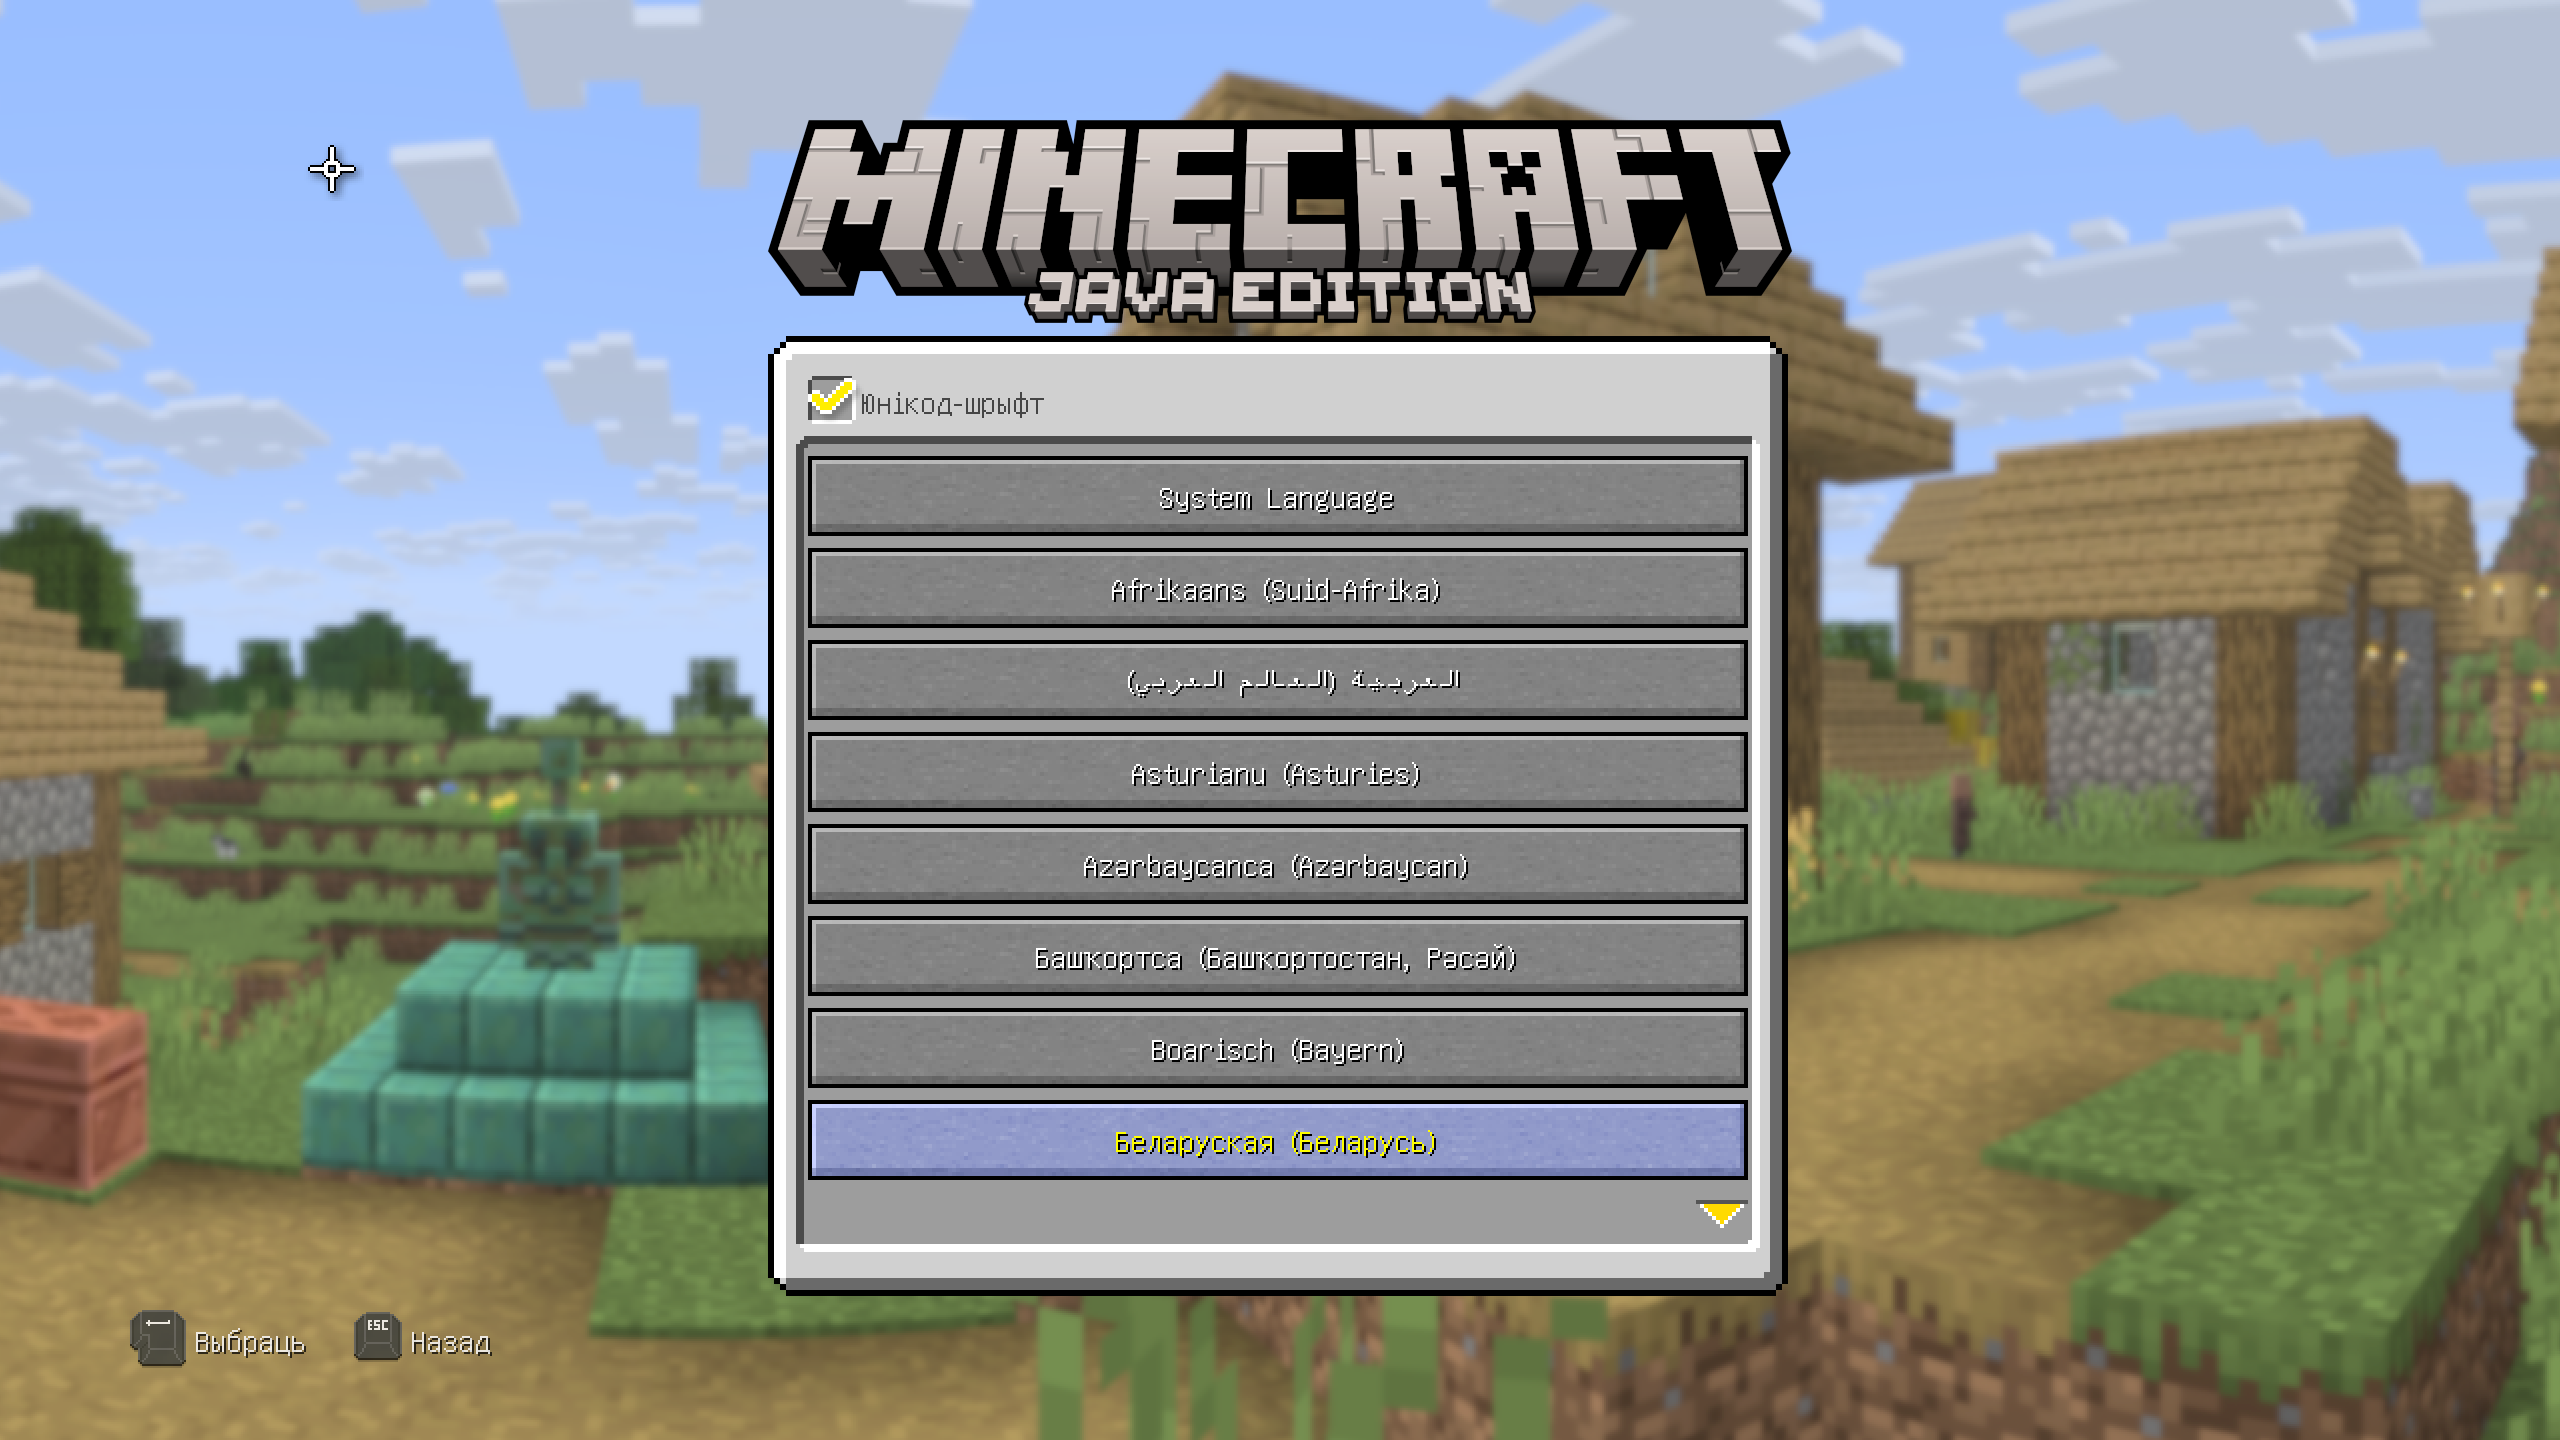 MINECRAFT
JAVA EDITION
Юнікод-шрыфт
System Language
Afrikaans (Suid-Afrika)
العربية (العالم العربي)
Asturianu (Asturies)
Azərbaycanca (Azərbaycan)
Башҡортса (Башҡортостан, Рәсәй)
Boarisch (Bayern)
Беларуская (Беларусь)
Выбраць
ESC Назад